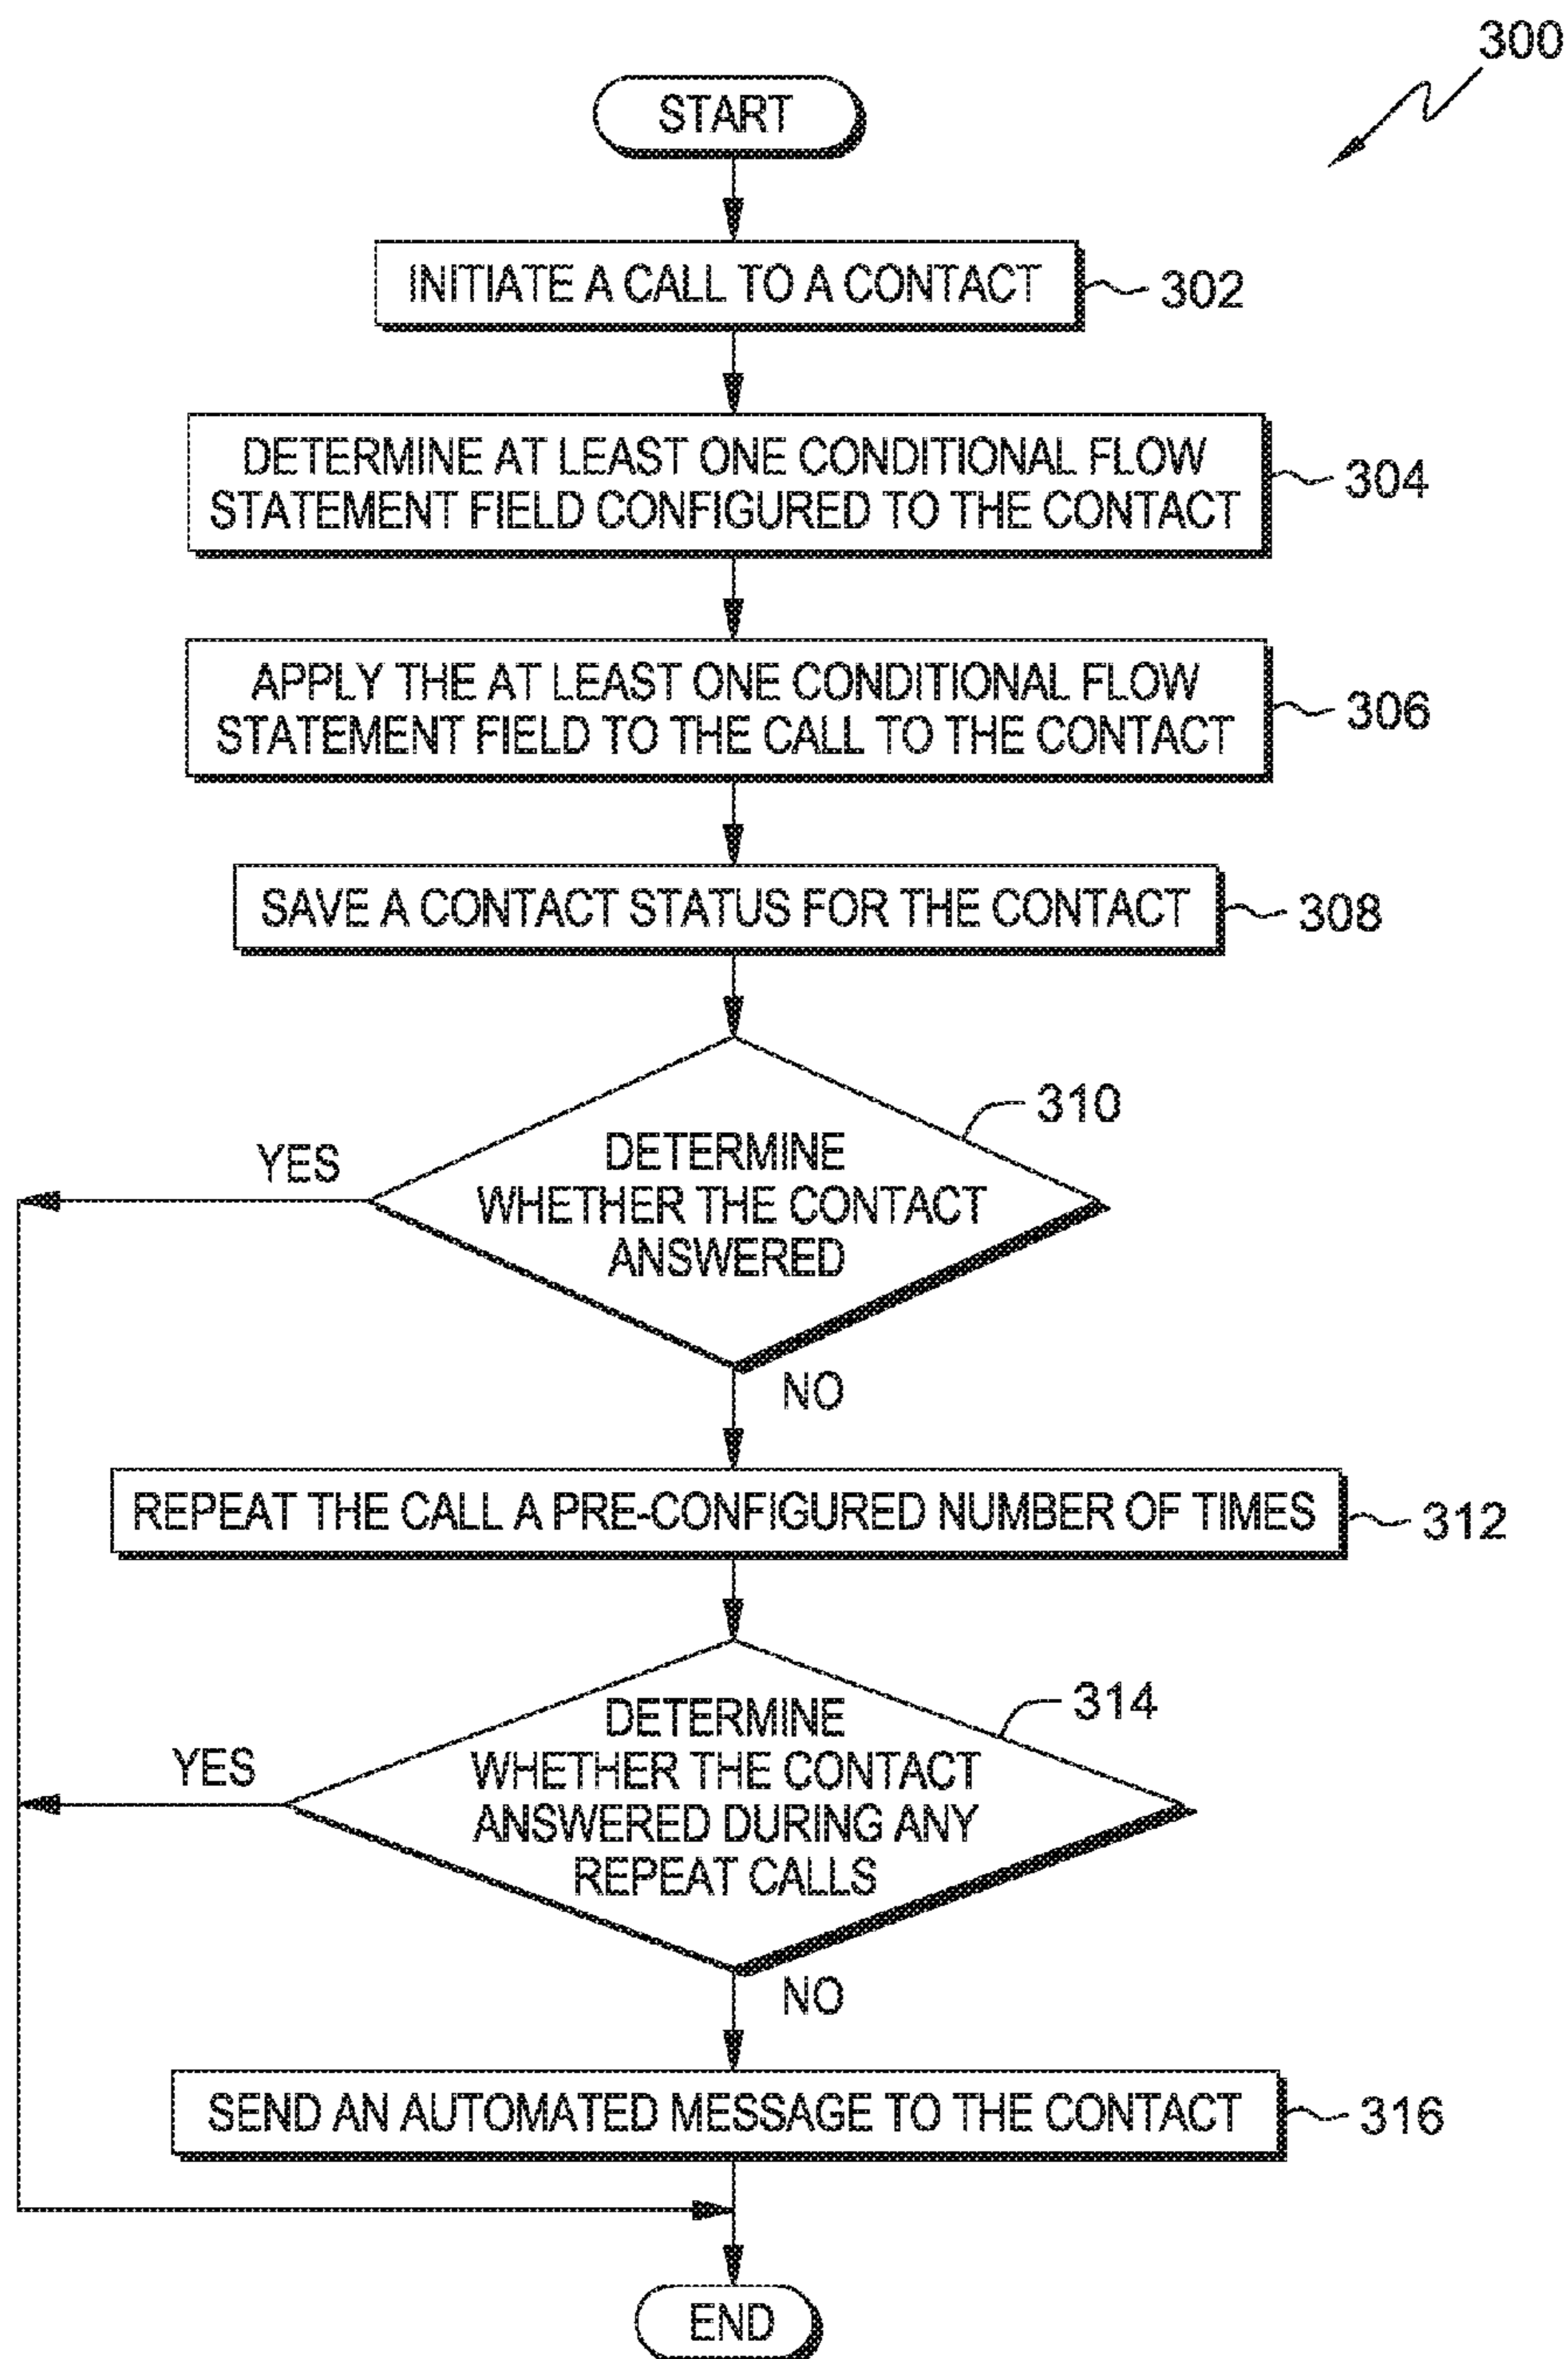 300
START
INITIATE A CALL TO A CONTACT
302
DETERMINE AT LEAST ONE CONDITIONAL FLOW
STATEMENT FIELD CONFIGURED TO THE CONTACT
304
APPLY THE AT LEAST ONE CONDITIONAL FLOW
STATEMENT FIELD TO THE CALL TO THE CONTACT
306
SAVE A CONTACT STATUS FOR THE CONTACT
308
310
YES
DETERMINE
WHETHER THE CONTACT
ANSWERED
NO
REPEAT THE CALL A PRE-CONFIGURED NUMBER OF TIMES
312
314
YES
DETERMINE
WHETHER THE CONTACT
ANSWERED DURING ANY
REPEAT CALLS
NO
SEND AN AUTOMATED MESSAGE TO THE CONTACT
316
END